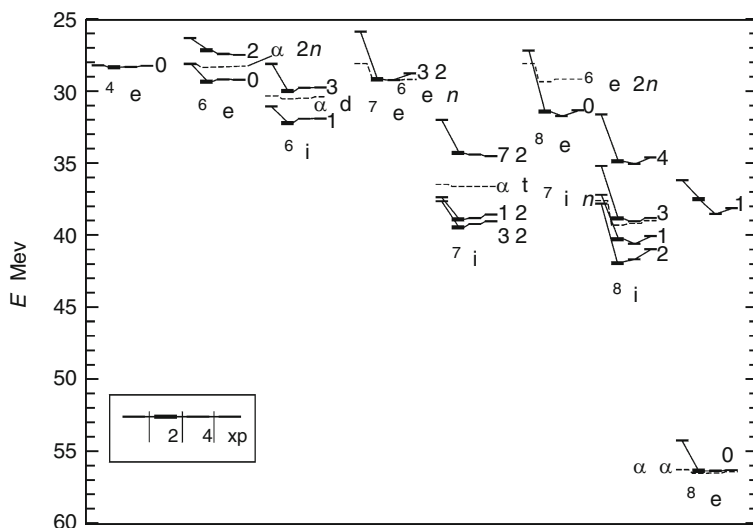 25
30
35
40
45
50
55
60
E Mev
4 e
0
6 e
2
0
α 2n
6 i
3
α d
1
7 e
3 2
6 e n
7 i
7 2
α t
1 2
3 2
8 e
0
6 e 2n
7 i n
8 i
4
3
1
2
1
α α
0
8 e
2 4 xp